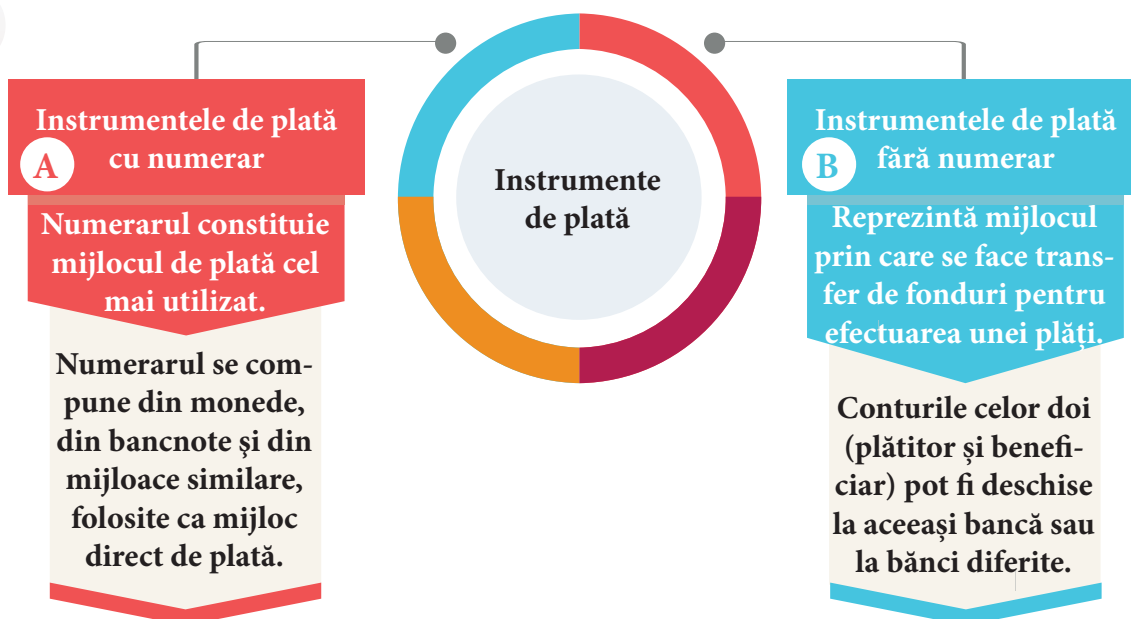 Instrumentele de plată
cu numerar
A
Numerarul constituie
mijlocul de plată cel
mai utilizat.
Numerarul se com-
pune din monede,
din bancnote şi din
mijloace similare,
folosite ca mijloc
direct de plată.
Instrumente
de plată
Instrumentele de plată
fără numerar
B
Reprezintă mijlocul
prin care se face trans-
fer de fonduri pentru
efectuarea unei plăți.
Conturile celor doi
(plătitor și benefi-
ciar) pot fi deschise
la aceeași bancă sau
la bănci diferite.